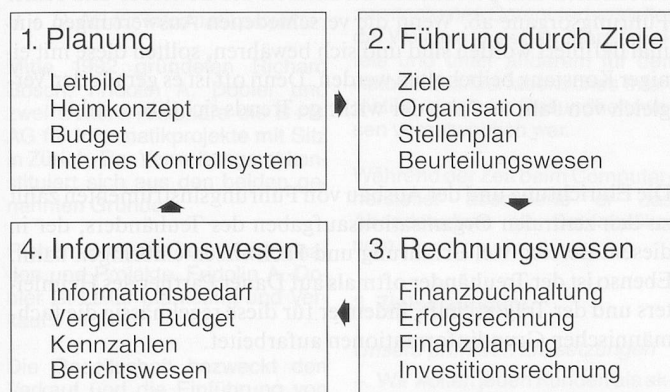 1. Planung
Leitbild
Heimkonzept
Budget
Internes Kontrollsystem
2. Führung durch Ziele
Ziele
Organisation
Stellenplan
Beurteilungswesen
4. Informationswesen
Informationsbedarf
Vergleich Budget
Kennzahlen
Berichtswesen
3. Rechnungswesen
Finanzbuchhaltung
Erfolgsrechnung
Finanzplanung
Investitionsrechnung